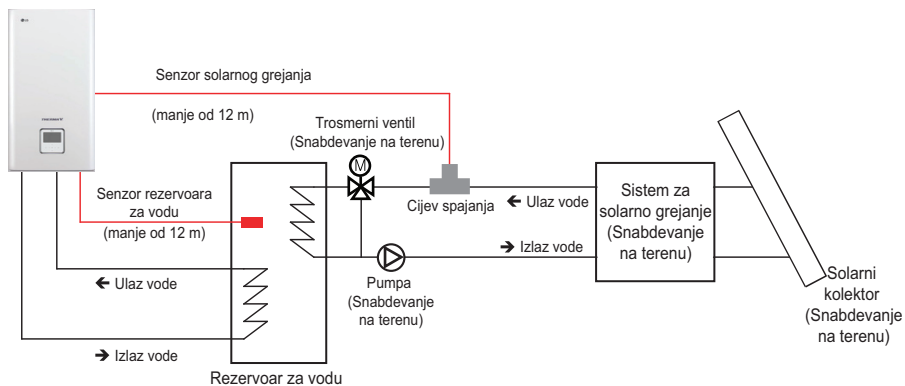 LG
Senzor solarnog grejanja
(manje od 12 m)
Trosmerni ventil
(Snabdevanje na terenu)
M
Senzor rezervoara
za vodu
(manje od 12 m)
Cijev spajanja
← Ulaz vode
Sistem za
solarno grejanje
(Snabdevanje
na terenu)
→ Izlaz vode
← Ulaz vode
Pumpa
(Snabdevanje
na terenu)
Solarni
kolektor
(Snabdevanje
na terenu)
→ Izlaz vode
Rezervoar za vodu